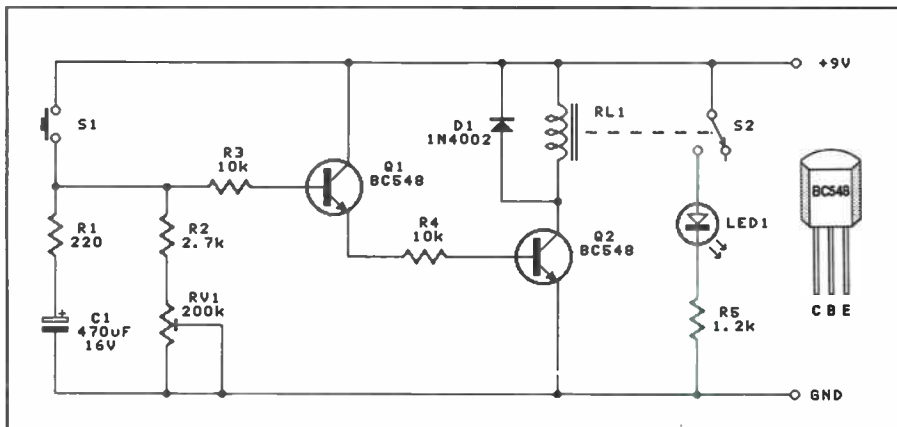 +9V
S1
D1
1N4002
RL1
S2
R3
10k
Q1
BC548
BC548
R1
220
R2
2.7k
R4
10k
Q2
BC548
LED1
C1
470uF
16V
RV1
200k
R5
1.2k
C B E
GND